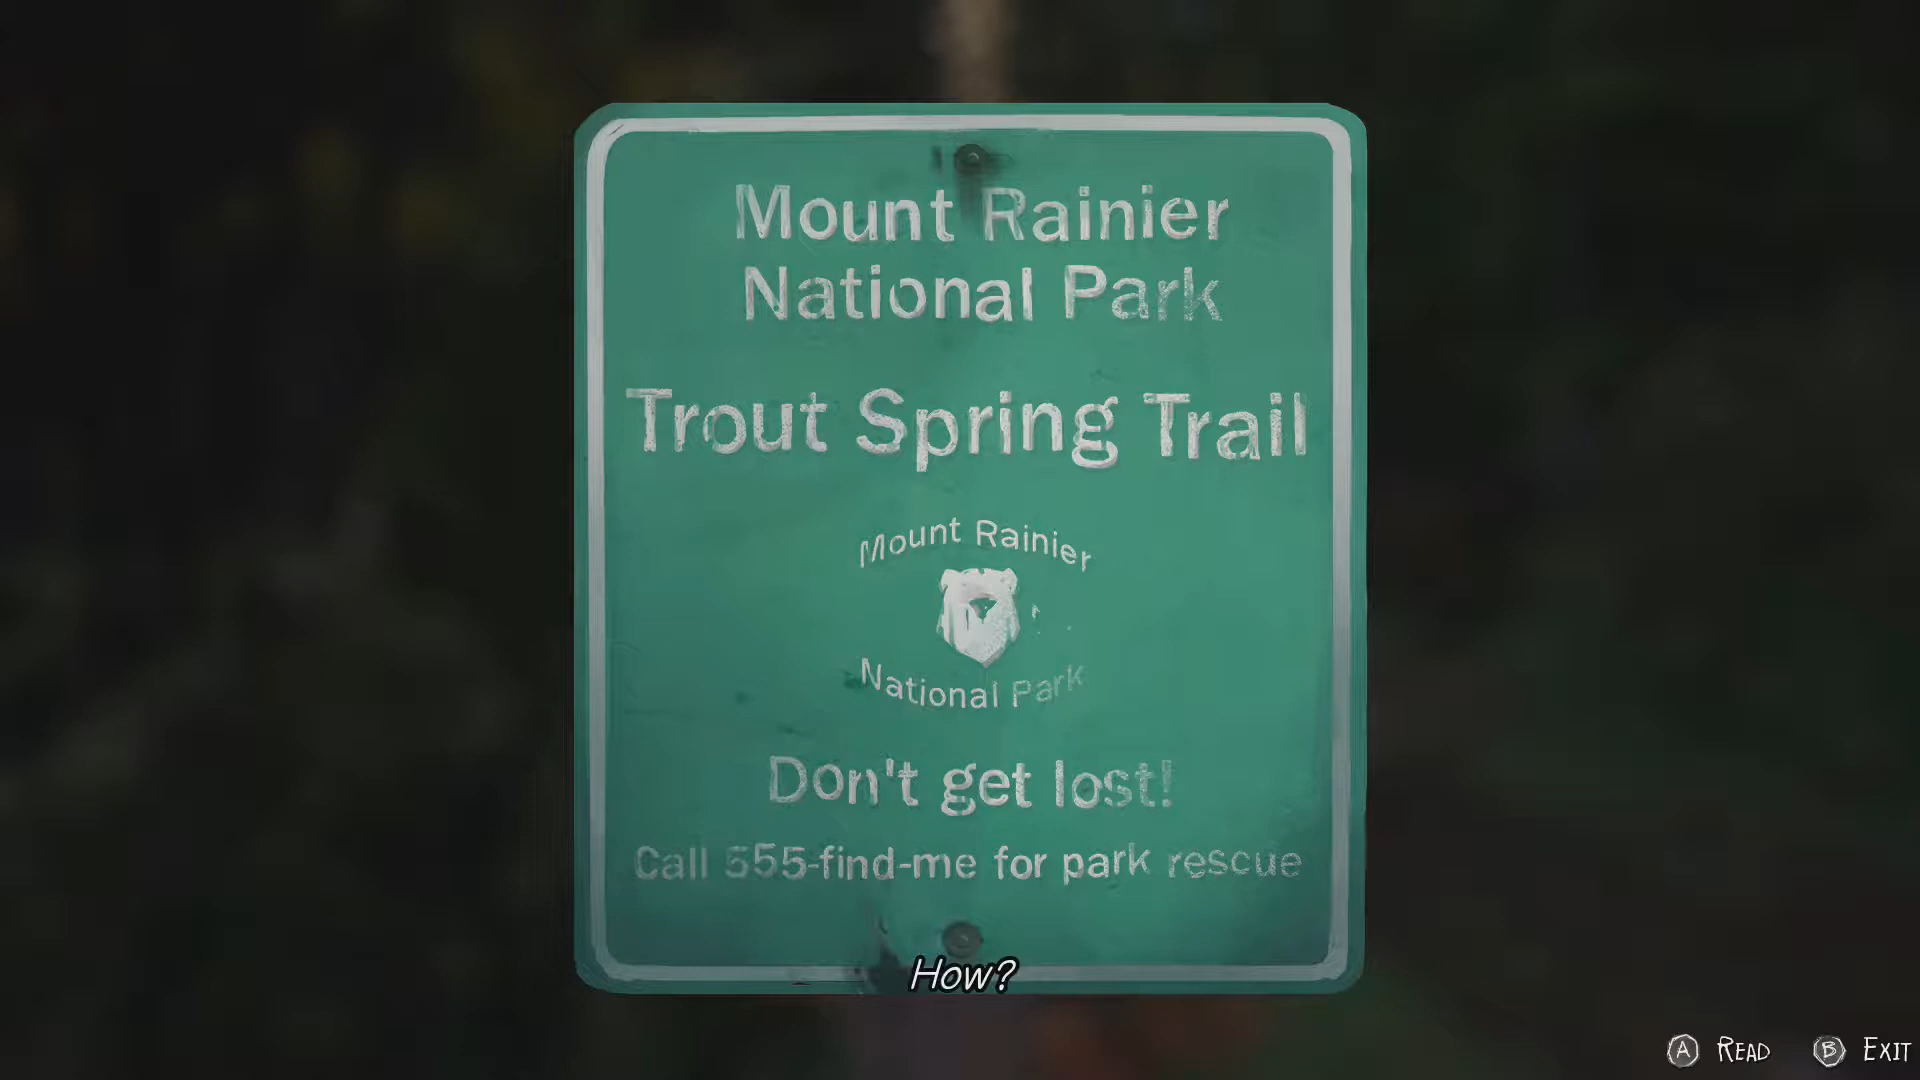 Mount Rainier
National Park
Trout Spring Trail
Mount Rainier
National Park
Don't get lost!
Call 555-find-me for park rescue
How?
A READ B EXIT